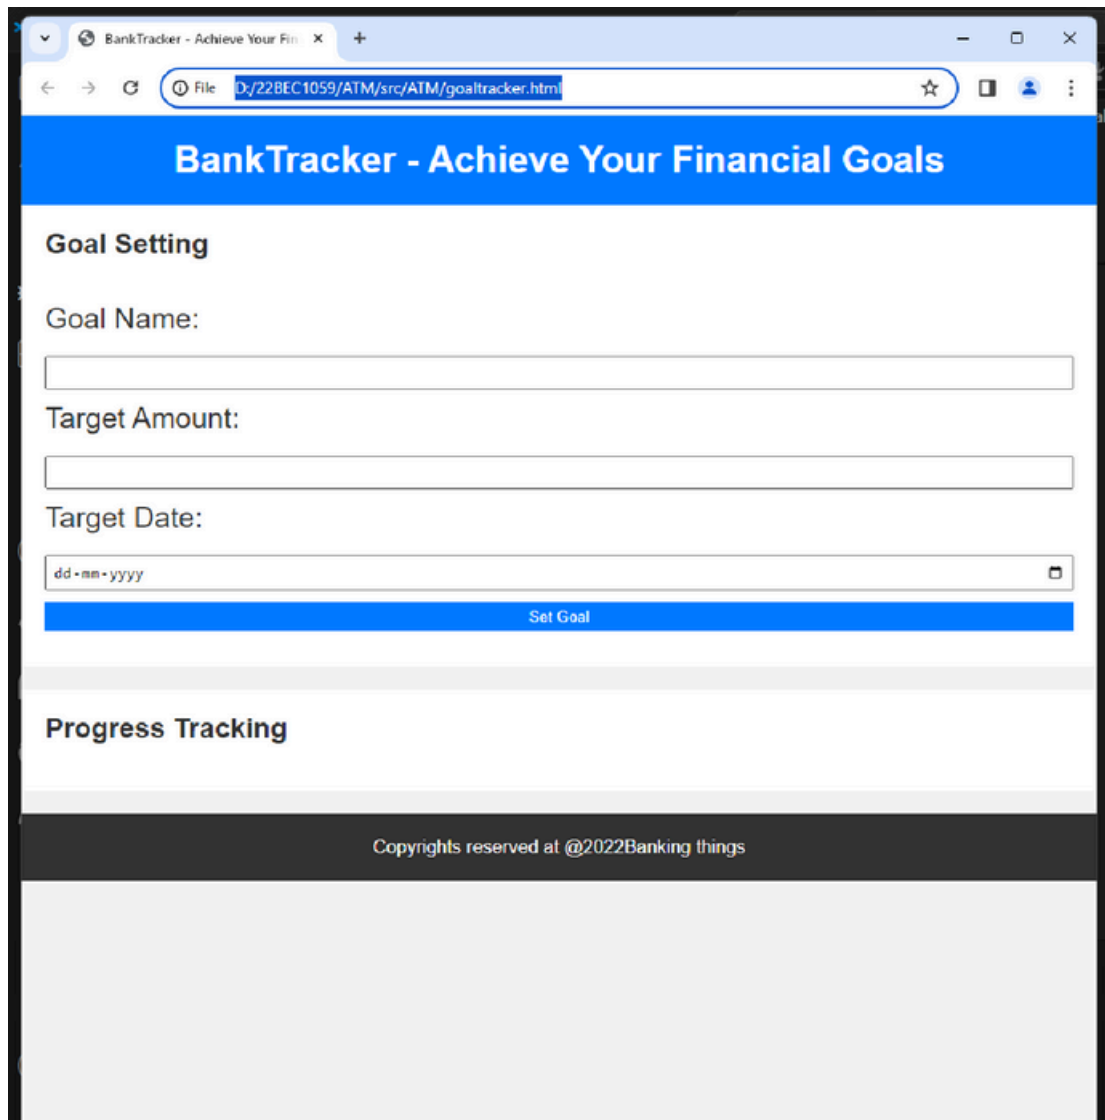 BankTracker - Achieve Your Fin
File D:/22BEC1059/ATM/src/ATM/goaltracker.html
BankTracker - Achieve Your Financial Goals
Goal Setting
Goal Name:
Target Amount:
Target Date:
dd-mm-yyyy
Set Goal
Progress Tracking
Copyrights reserved at @2022Banking things